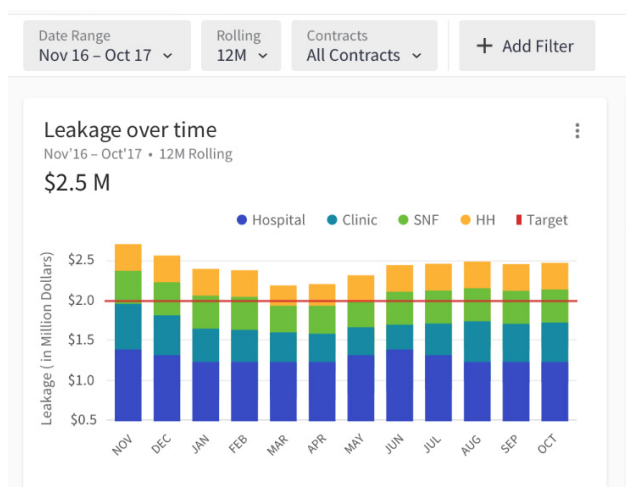 Date Range
Nov 16 – Oct 17
Rolling
12M
Contracts
All Contracts
+ Add Filter
Leakage over time
Nov'16 – Oct'17 • 12M Rolling
$2.5 M
Hospital
Clinic
SNF
HH
Target
Leakage ( in Million Dollars)
$2.5
$2.0
$1.5
$1.0
$0.5
NOV
DEC
JAN
FEB
MAR
APR
MAY
JUN
JUL
AUG
SEP
OCT